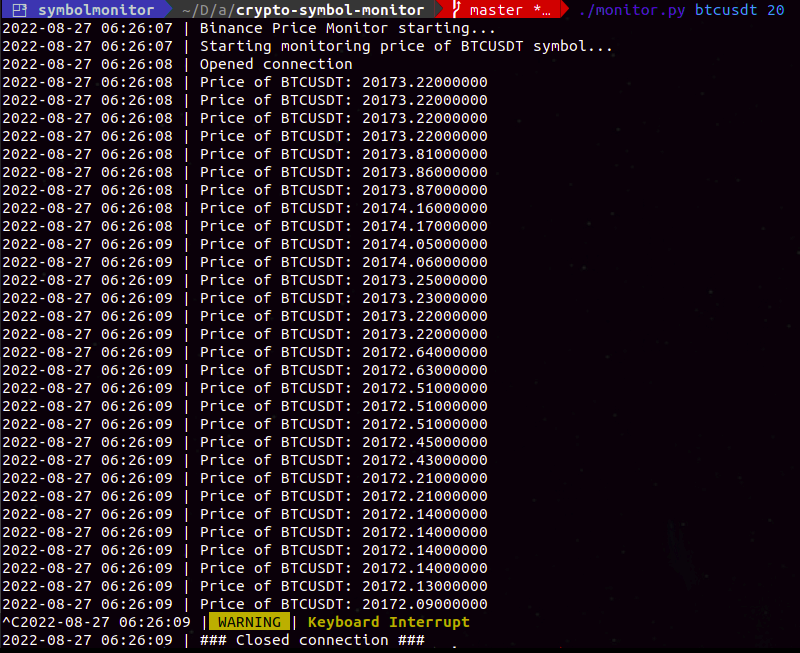 symbolmonitor ~/D/a/crypto-symbol-monitor master *… ./monitor.py btcusdt 20
2022-08-27 06:26:07 | Binance Price Monitor starting...
2022-08-27 06:26:07 | Starting monitoring price of BTCUSDT symbol...
2022-08-27 06:26:08 | Opened connection
2022-08-27 06:26:08 | Price of BTCUSDT: 20173.22000000
2022-08-27 06:26:08 | Price of BTCUSDT: 20173.22000000
2022-08-27 06:26:08 | Price of BTCUSDT: 20173.22000000
2022-08-27 06:26:08 | Price of BTCUSDT: 20173.22000000
2022-08-27 06:26:08 | Price of BTCUSDT: 20173.81000000
2022-08-27 06:26:08 | Price of BTCUSDT: 20173.86000000
2022-08-27 06:26:08 | Price of BTCUSDT: 20173.87000000
2022-08-27 06:26:08 | Price of BTCUSDT: 20174.16000000
2022-08-27 06:26:08 | Price of BTCUSDT: 20174.17000000
2022-08-27 06:26:09 | Price of BTCUSDT: 20174.05000000
2022-08-27 06:26:09 | Price of BTCUSDT: 20174.06000000
2022-08-27 06:26:09 | Price of BTCUSDT: 20173.25000000
2022-08-27 06:26:09 | Price of BTCUSDT: 20173.23000000
2022-08-27 06:26:09 | Price of BTCUSDT: 20173.22000000
2022-08-27 06:26:09 | Price of BTCUSDT: 20173.22000000
2022-08-27 06:26:09 | Price of BTCUSDT: 20172.64000000
2022-08-27 06:26:09 | Price of BTCUSDT: 20172.63000000
2022-08-27 06:26:09 | Price of BTCUSDT: 20172.51000000
2022-08-27 06:26:09 | Price of BTCUSDT: 20172.51000000
2022-08-27 06:26:09 | Price of BTCUSDT: 20172.51000000
2022-08-27 06:26:09 | Price of BTCUSDT: 20172.45000000
2022-08-27 06:26:09 | Price of BTCUSDT: 20172.43000000
2022-08-27 06:26:09 | Price of BTCUSDT: 20172.21000000
2022-08-27 06:26:09 | Price of BTCUSDT: 20172.21000000
2022-08-27 06:26:09 | Price of BTCUSDT: 20172.14000000
2022-08-27 06:26:09 | Price of BTCUSDT: 20172.14000000
2022-08-27 06:26:09 | Price of BTCUSDT: 20172.14000000
2022-08-27 06:26:09 | Price of BTCUSDT: 20172.14000000
2022-08-27 06:26:09 | Price of BTCUSDT: 20172.13000000
2022-08-27 06:26:09 | Price of BTCUSDT: 20172.09000000
^C2022-08-27 06:26:09 | WARNING | Keyboard Interrupt
2022-08-27 06:26:09 | ### Closed connection ###